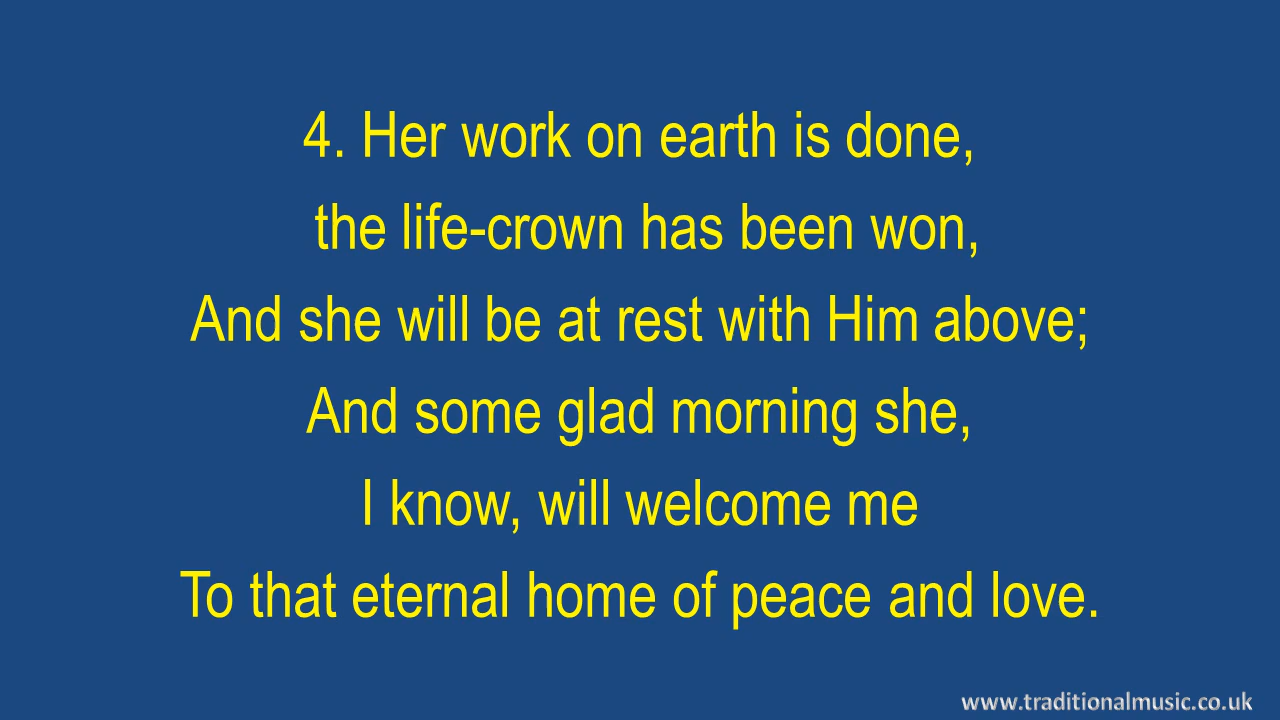 4. Her work on earth is done,
the life-crown has been won,
And she will be at rest with Him above;
And some glad morning she,
I know, will welcome me
To that eternal home of peace and love.
www.traditionalmusic.co.uk